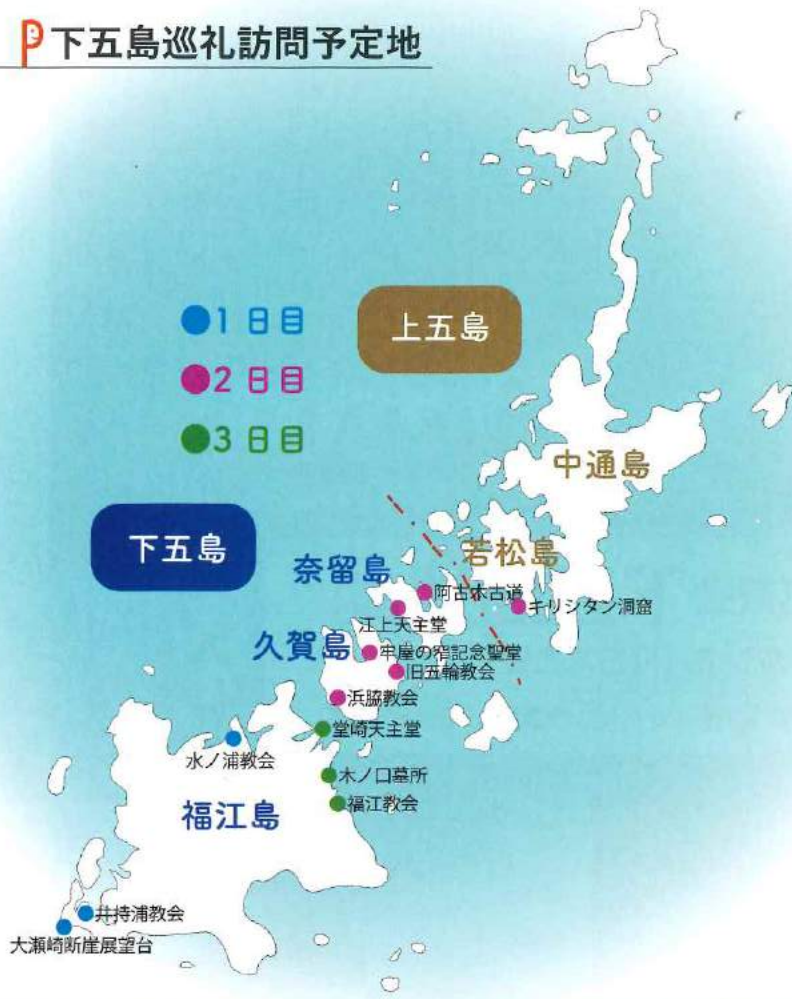 下五島巡礼訪問予定地
1日目
上五島
2日目
3日目
中通島
下五島
若松島
奈留島
阿古木古道
キリシタン洞窟
江上天主堂
久賀島
牢屋の窄記念聖堂
旧五輪教会
浜脇教会
堂崎天主堂
水ノ浦教会
木ノ口墓所
福江教会
福江島
井持浦教会
大瀬崎断崖展望台